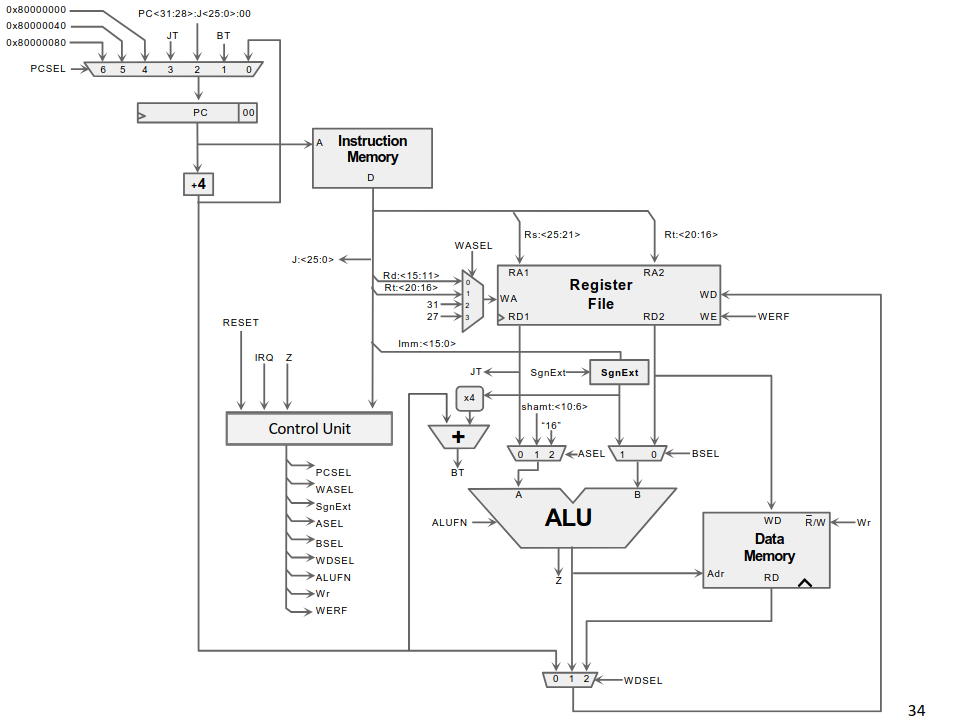 0x80000000
PC<31:28>:J<25:0>:00
0x80000040
JT
BT
0x80000080
PCSEL
6 5 4 3 2 1 0
PC
00
+4
A
Instruction
Memory
D
Rs:<25:21>
Rt:<20:16>
WASEL
J:<25:0>
Rd:<15:11>
Rt:<20:16>
31
27
0
1
2
3
RA1
RA2
WA
Register
File
WD
RD1
RD2
WE
WERF
RESET
IRQ
Z
Imm:<15:0>
JT
SgnExt
SgnExt
x4
shamt:<10:6>
"16"
Control Unit
+
BT
0 1 2
ASEL
1 0
BSEL
PCSEL
WASEL
SgnExt
ASEL
BSEL
WDSEL
ALUFN
Wr
WERF
A
B
ALU
ALUFN
Z
WD
R̅/W
Wr
Data
Memory
Adr
RD
0 1 2
WDSEL
34